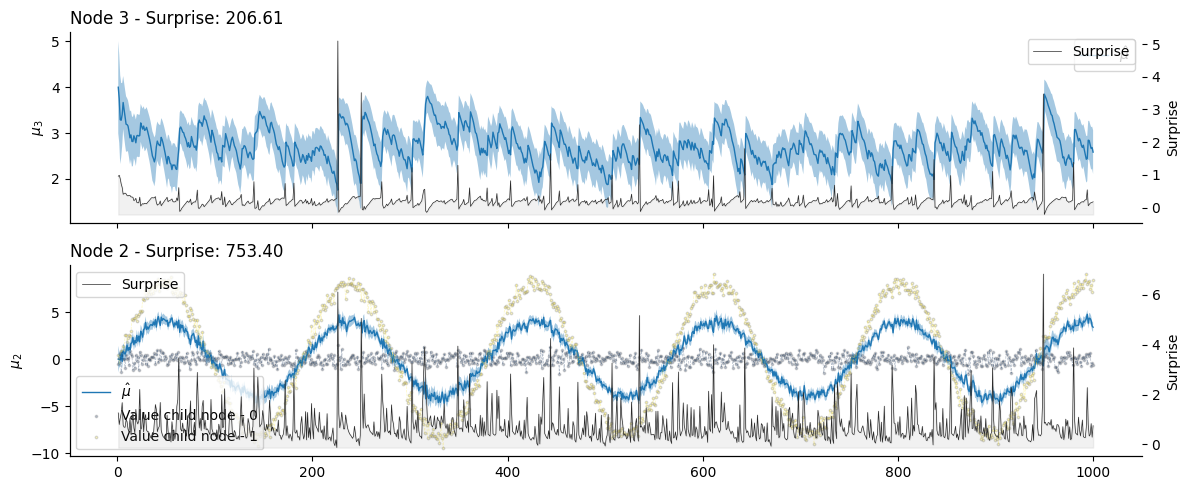 Node 3 - Surprise: 206.61
5
4
3
2
μ3
Surprise
μ̂
5
4
3
2
1
0
Surprise
Node 2 - Surprise: 753.40
5
0
−5
−10
μ2
Surprise
μ̂
Value child node - 0
Value child node - 1
6
4
2
0
Surprise
0
200
400
600
800
1000